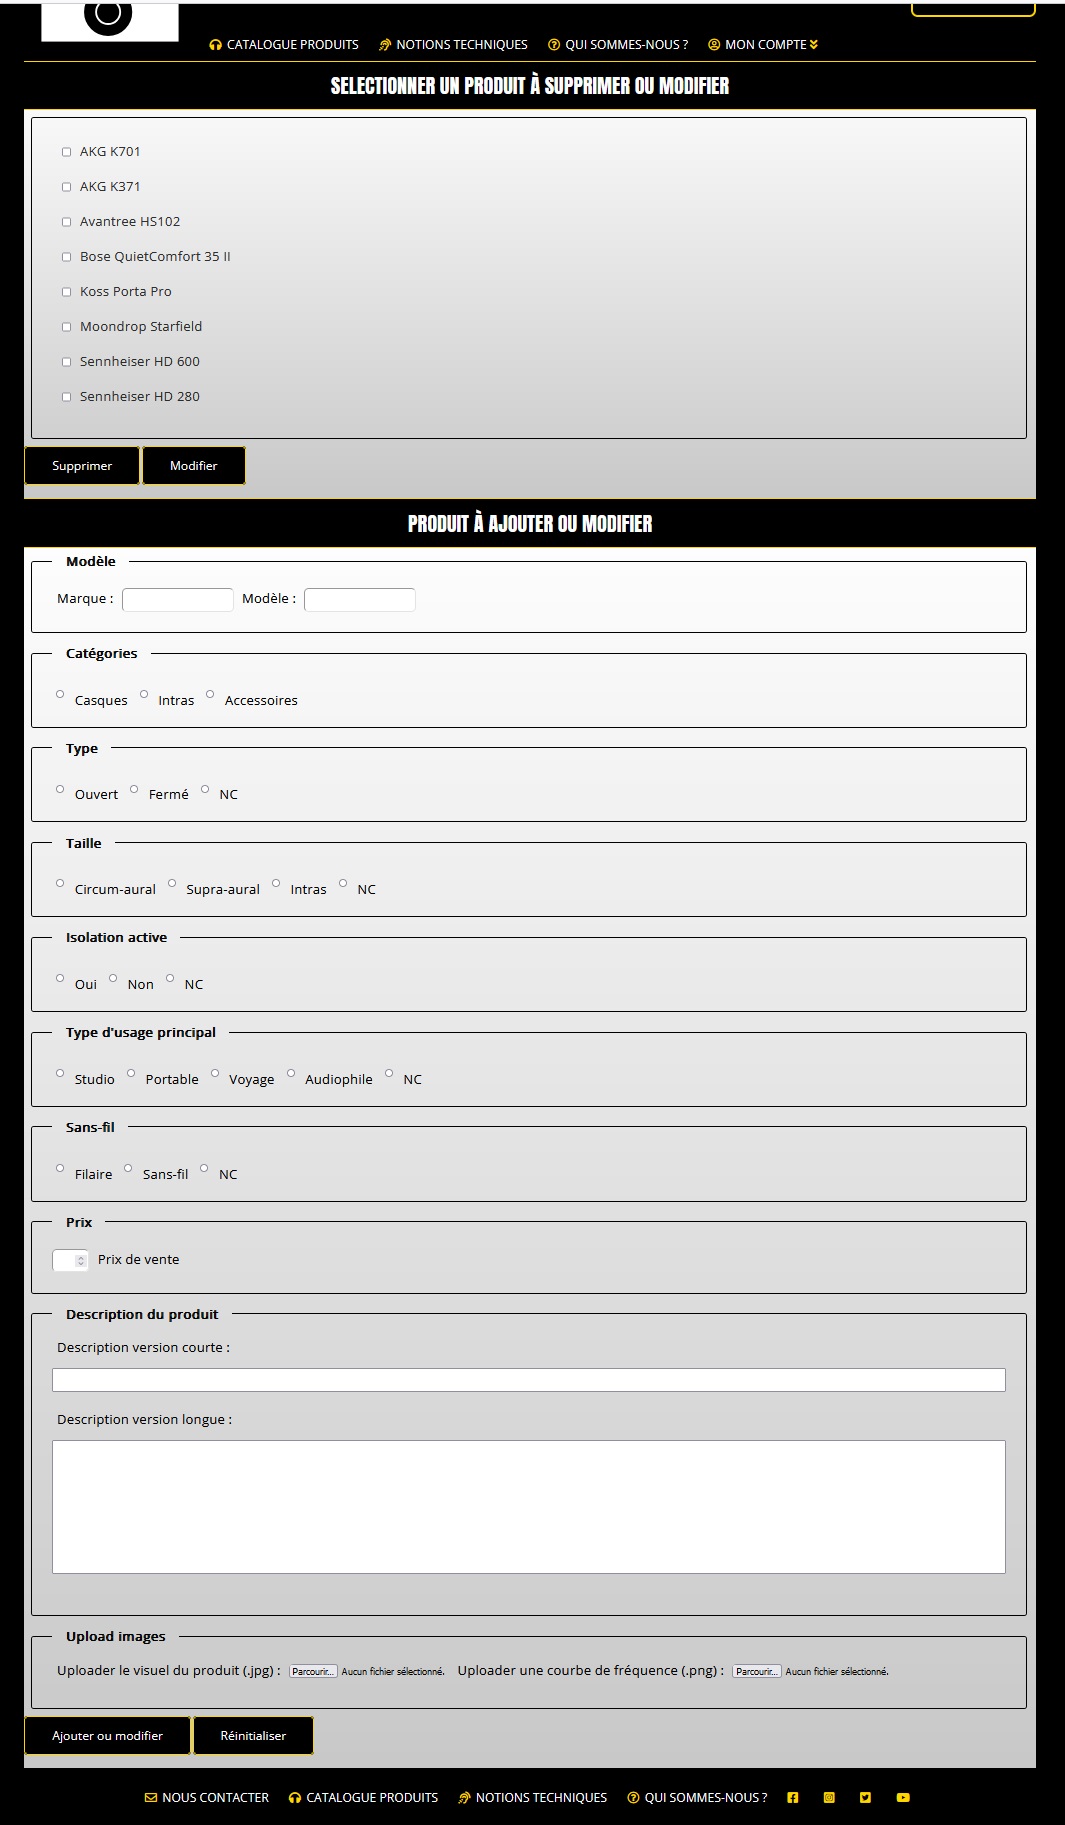 CATALOGUE PRODUITS NOTIONS TECHNIQUES QUI SOMMES-NOUS ? MON COMPTE
SELECTIONNER UN PRODUIT À SUPPRIMER OU MODIFIER
AKG K701
AKG K371
Avantree HS102
Bose QuietComfort 35 II
Koss Porta Pro
Moondrop Starfield
Sennheiser HD 600
Sennheiser HD 280
Supprimer Modifier
PRODUIT À AJOUTER OU MODIFIER
Modèle
Marque : Modèle :
Catégories
Casques Intras Accessoires
Type
Ouvert Fermé NC
Taille
Circum-aural Supra-aural Intras NC
Isolation active
Oui Non NC
Type d'usage principal
Studio Portable Voyage Audiophile NC
Sans-fil
Filaire Sans-fil NC
Prix
Prix de vente
Description du produit
Description version courte :
Description version longue :
Upload images
Uploader le visuel du produit (.jpg) : Parcourir... Aucun fichier sélectionné. Uploader une courbe de fréquence (.png) : Parcourir... Aucun fichier sélectionné.
Ajouter ou modifier Réinitialiser
NOUS CONTACTER CATALOGUE PRODUITS NOTIONS TECHNIQUES QUI SOMMES-NOUS ?